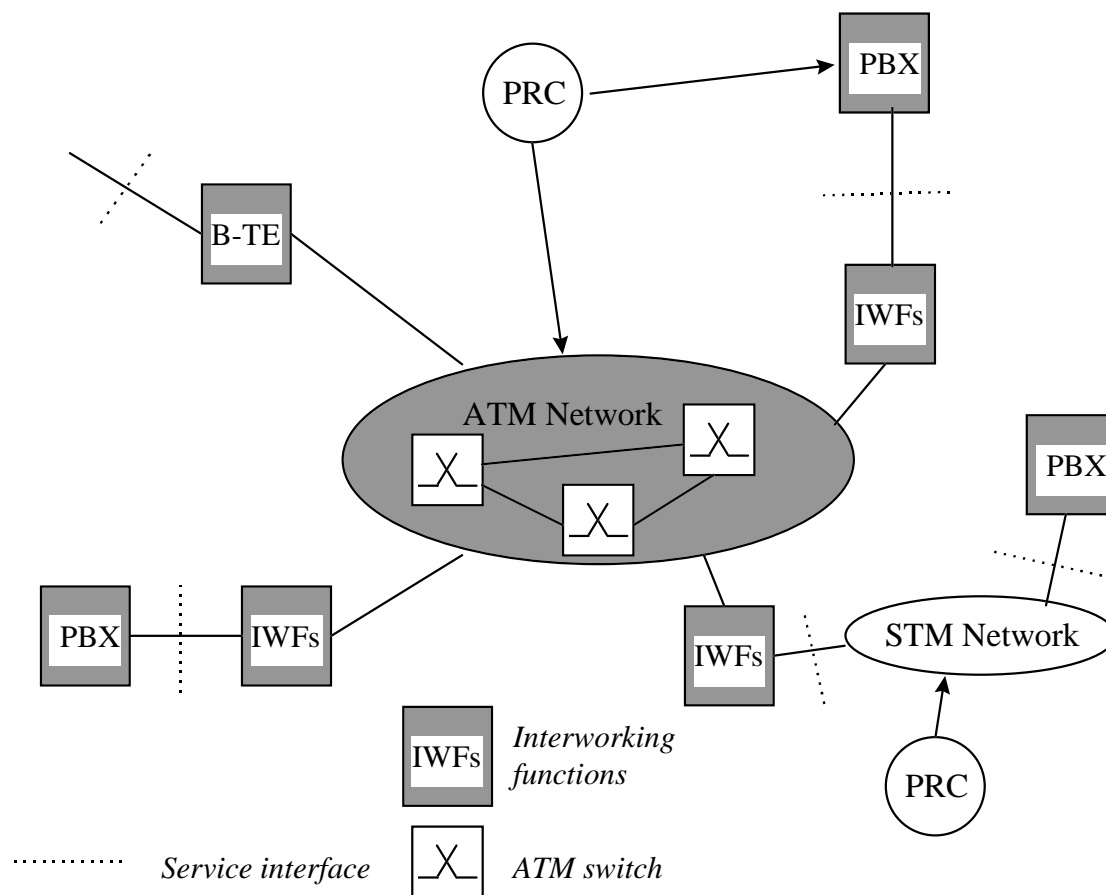 PBX
PRC
B-TE
IWFs
ATM Network
PBX
PBX
IWFs
IWFs
STM Network
IWFs
Interworking
functions
PRC
Service interface
ATM switch